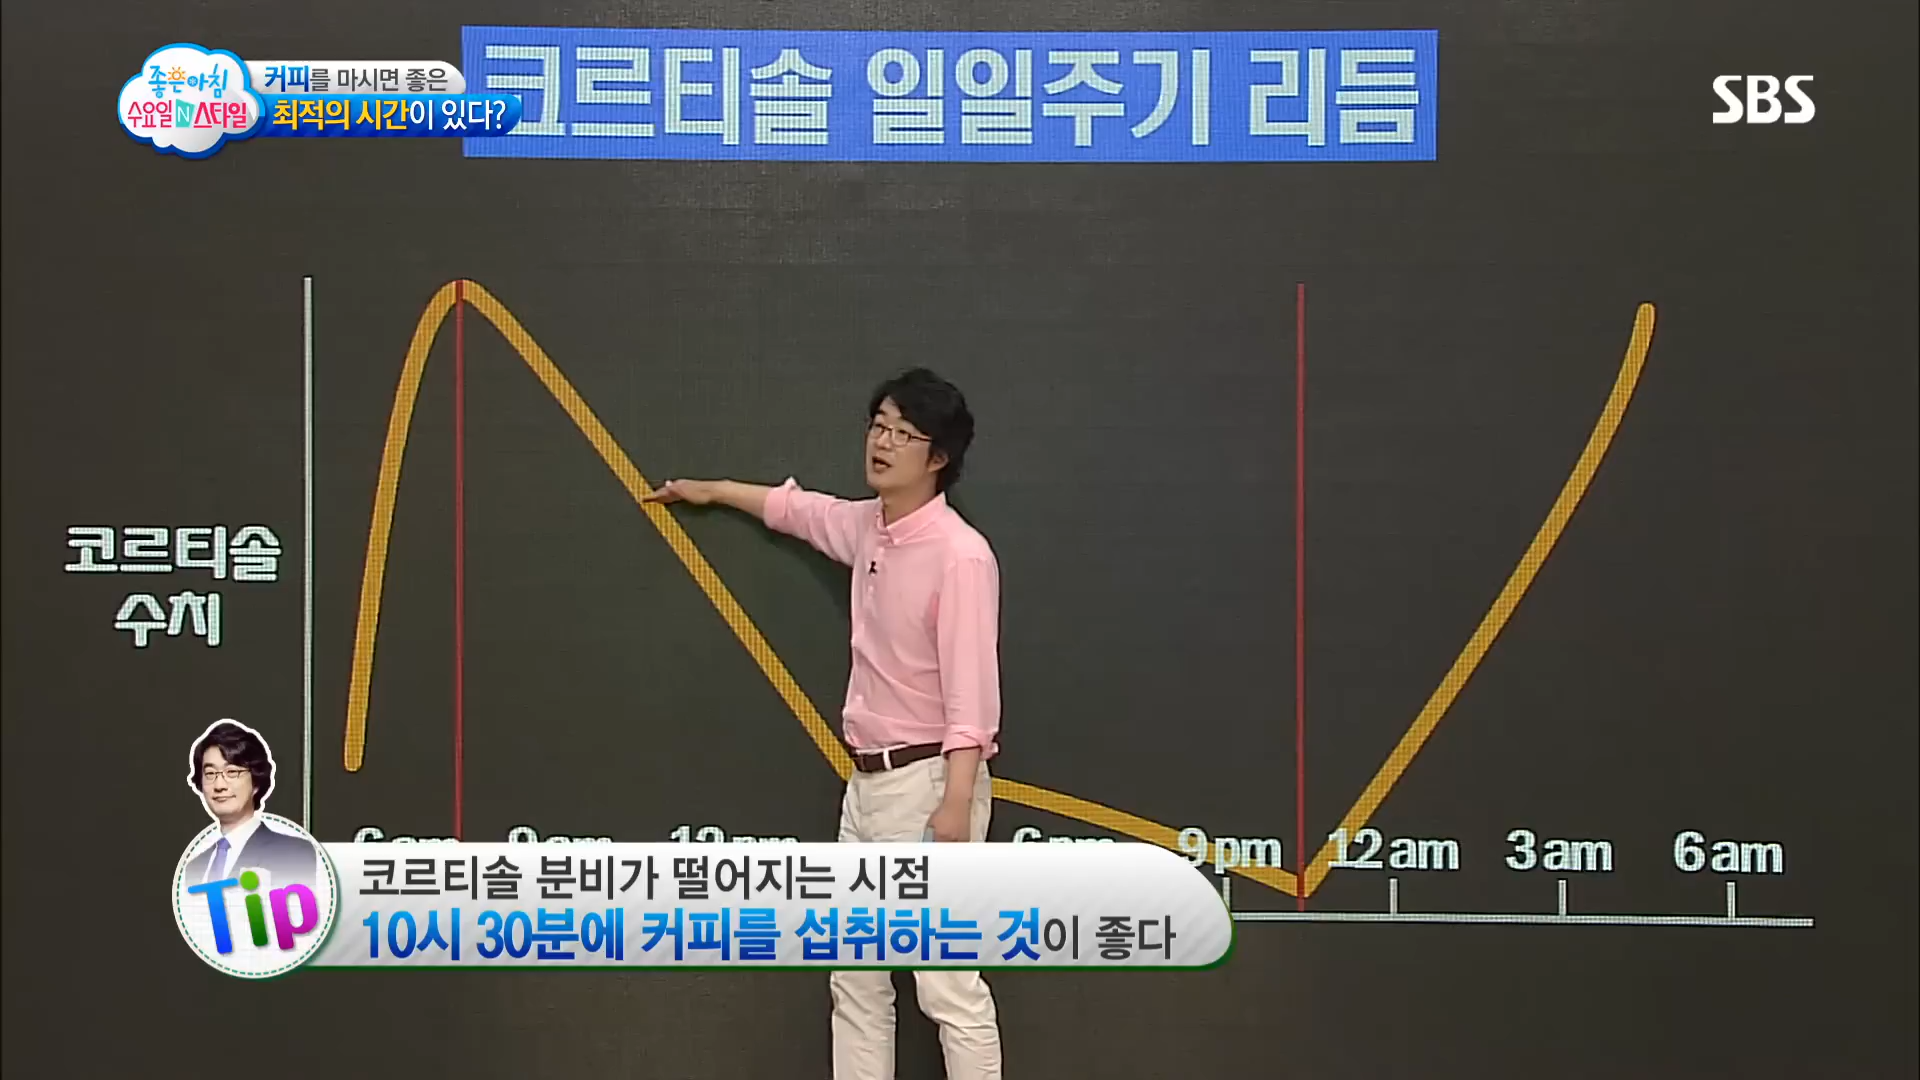 좋은아침
수요일 N 스타일
커피를 마시면 좋은
최적의 시간이 있다?
코르티솔 일일주기 리듬
SBS
코르티솔
수치
6am 9am 12pm 6pm 9pm 12am 3am 6am
Tip
코르티솔 분비가 떨어지는 시점
10시 30분에 커피를 섭취하는 것이 좋다